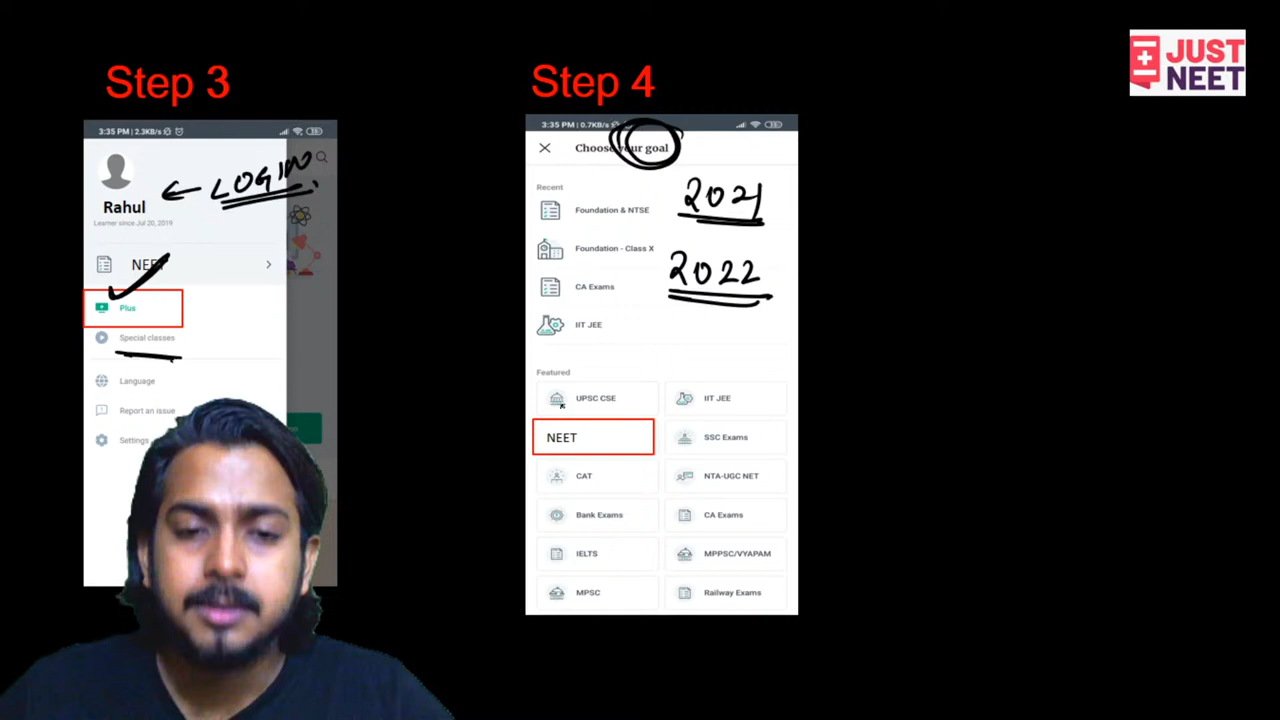 JUST
NEET
Step 3
3:35 PM | 2.3KB/s
Rahul
LOGIN
Learner since Jul 20, 2019
NEET
Plus
Special classes
Language
Report an issue
Settings
Step 4
3:35 PM | 0.7KB/s
Choose your goal
Recent
Foundation & NTSE
2021
Foundation - Class X
2022
CA Exams
IIT JEE
Featured
UPSC CSE IIT JEE
NEET SSC Exams
CAT NTA-UGC NET
Bank Exams CA Exams
IELTS MPPSC/VYAPAM
MPSC Railway Exams